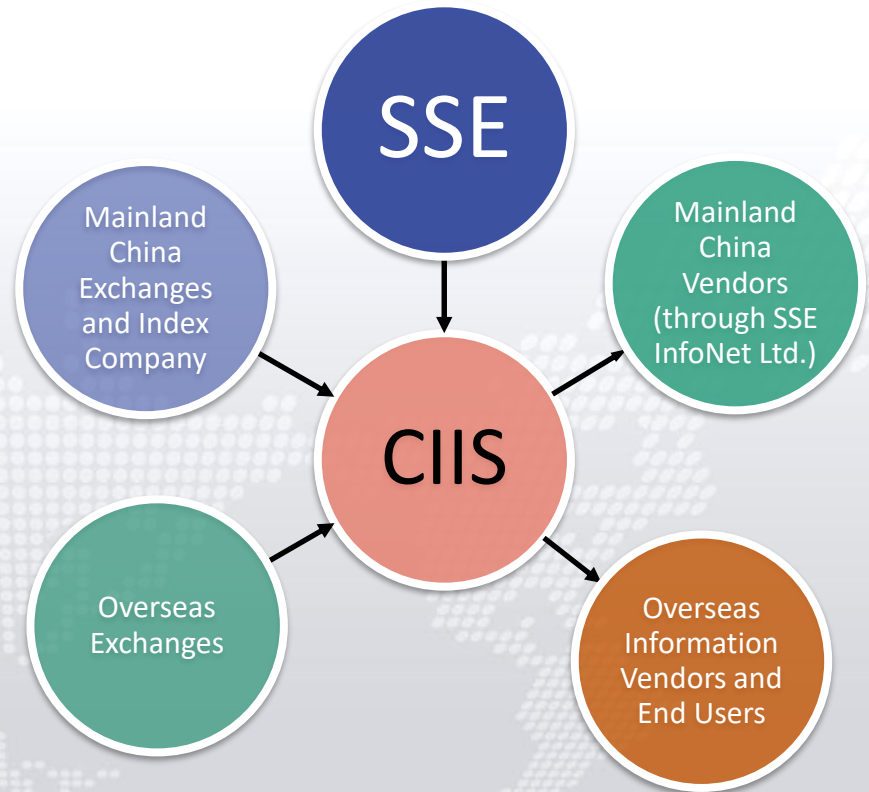 SSE
Mainland
China
Exchanges
and Index
Company
Mainland
China
Vendors
(through SSE
InfoNet Ltd.)
CIIS
Overseas
Exchanges
Overseas
Information
Vendors and
End Users